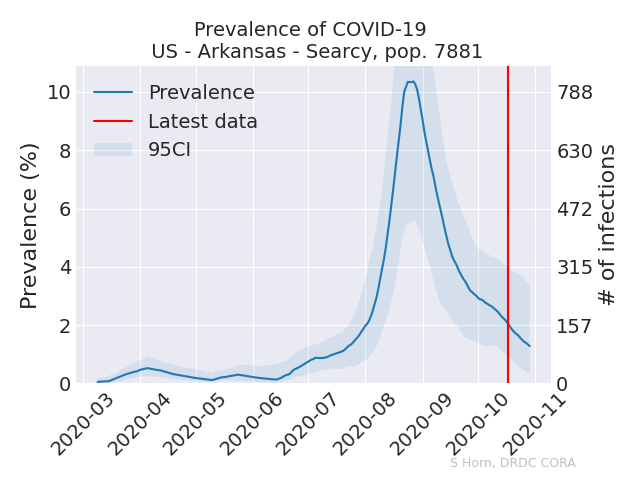 Prevalence of COVID-19
US - Arkansas - Searcy, pop. 7881
Prevalence
Latest data
95CI
Prevalence (%)
10
8
6
4
2
0
788
630
472
315
157
0
# of infections
2020-03
2020-04
2020-05
2020-06
2020-07
2020-08
2020-09
2020-10
2020-11
S Horn, DRDC CORA